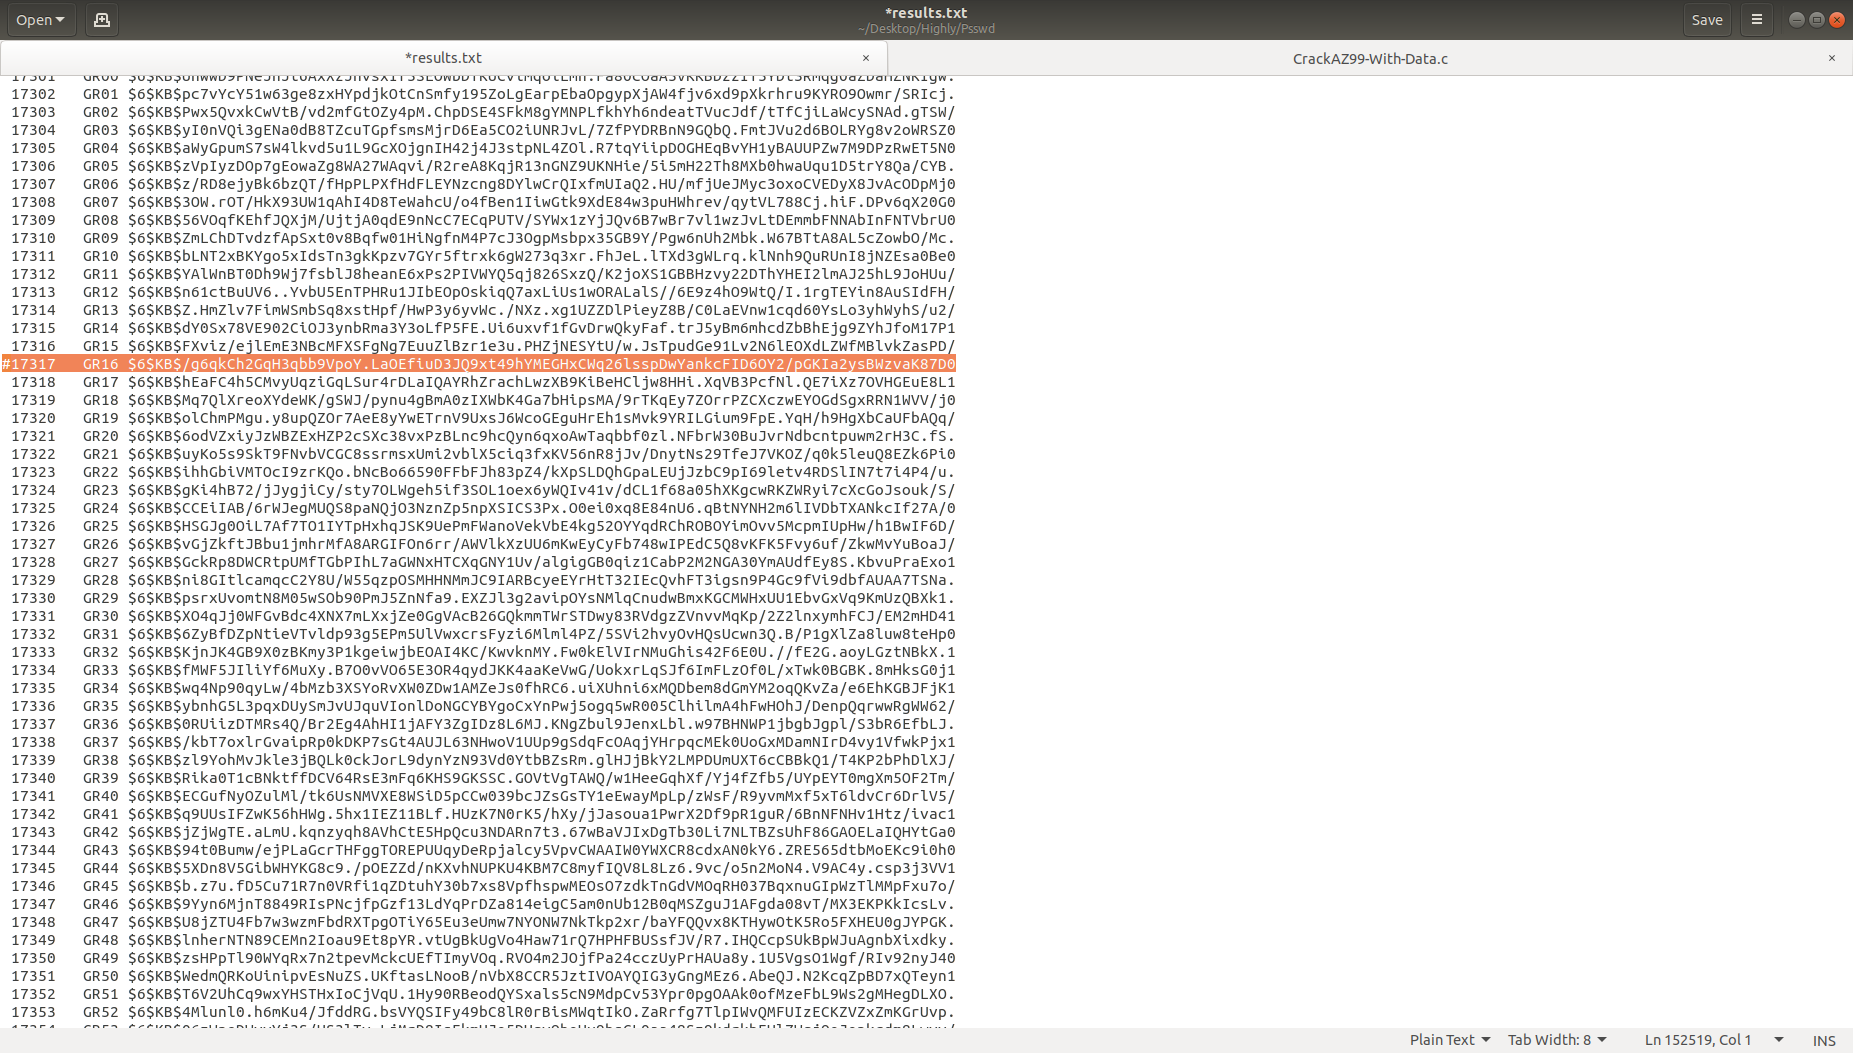 Open
*results.txt
~/Desktop/Highly/Psswd
Save
*results.txt ×
CrackAZ99-With-Data.c ×
17302 GR01 $6$KB$pc7vYcY51w63ge8zxHYpdjkOtCnSmfy195ZoLgEarpEbaOpgypXjAW4fjv6xd9pXkrhru9KYRO9Owmr/SRIcj.
17303 GR02 $6$KB$Pwx5QvxkCwVtB/vd2mfGtOZy4pM.ChpDSE4SFkM8gYMNPLfkhYh6ndeatTVucJdf/tTfCjiLaWcySNAd.gTSW/
17304 GR03 $6$KB$yI0nVQi3gENa0dB8TZcuTGpfsmsMjrD6Ea5CO2iUNRJvL/7ZfPYDRBnN9GQbQ.FmtJVu2d6BOLRYg8v2oWRSZ0
17305 GR04 $6$KB$aWyGpumS7sW4lkvd5u1L9GcXOjgnIH42j4J3stpNL4ZOl.R7tqYiipDOGHEqBvYH1yBAUUPZw7M9DPzRwET5N0
17306 GR05 $6$KB$zVpIyzDOp7gEowaZg8WA27WAqvi/R2reA8KqjR13nGNZ9UKNHie/5i5mH22Th8MXb0hwaUqu1D5trY8Qa/CYB.
17307 GR06 $6$KB$z/RD8ejyBk6bzQT/fHpPLPXfHdFLEYNzcng8DYlwCrQIxfmUIaQ2.HU/mfjUeJMyc3oxoCVEDyX8JvAcODpMj0
17308 GR07 $6$KB$3OW.rOT/HkX93UW1qAhI4D8TeWahcU/o4fBen1IiwGtk9XdE84w3puHWhrev/qytVL788Cj.hiF.DPv6qX20G0
17309 GR08 $6$KB$56VOqfKEhfJQXjM/UjtjA0qdE9nNcC7ECqPUTV/SYWx1zYjJQv6B7wBr7vl1wzJvLtDEmmbFNNAbInFNTVbrU0
17310 GR09 $6$KB$ZmLChDTvdzfApSxt0v8Bqfw01HiNgfnM4P7cJ3OgpMsbpx35GB9Y/Pgw6nUh2Mbk.W67BTtA8AL5cZowbO/Mc.
17311 GR10 $6$KB$bLNT2xBKYgo5xIdsTn3gkKpzv7GYr5ftrxk6gW273q3xr.FhJeL.lTXd3gWLrq.klNnh9QuRUnI8jNZEsa0Be0
17312 GR11 $6$KB$YAlWnBT0Dh9Wj7fsblJ8heanE6xPs2PIVWYQ5qj826SxzQ/K2joXS1GBBHzvy22DThYHEI2lmAJ25hL9JoHUu/
17313 GR12 $6$KB$n61ctBuUV6..YvbU5EnTPHRu1JIbEOpOskiqQ7axLiUs1wORALalS//6E9z4hO9WtQ/I.1rgTEYin8AuSIdFH/
17314 GR13 $6$KB$Z.HmZlv7FimWSmbSq8xstHpf/HwP3y6yvWc./NXz.xg1UZZDlPieyZ8B/C0LaEVnw1cqd60YsLo3yhWyhS/u2/
17315 GR14 $6$KB$dY0Sx78VE902CiOJ3ynbRma3Y3oLfP5FE.Ui6uxvf1fGvDrwQkyFaf.trJ5yBm6mhcdZbBhEjg9ZYhJfoM17P1
17316 GR15 $6$KB$FXviz/ejlEmE3NBcMFXSFgNg7EuuZlBzr1e3u.PHZjNESYtU/w.JsTpudGe91Lv2N6lEOXdLZWfMBlvkZasPD/
#17317 GR16 $6$KB$/g6qkCh2GqH3qbb9VpoY.LaOEfiuD3JQ9xt49hYMEGHxCWq26lsspDwYankcFID6OY2/pGKIa2ysBWzvaK87D0
17318 GR17 $6$KB$hEaFC4h5CMvyUqziGqLSur4rDLaIQAYRhZrachLwzXB9KiBeHCljw8HHi.XqVB3PcfNl.QE7iXz7OVHGEuE8L1
17319 GR18 $6$KB$Mq7QlXreoXYdeWK/gSWJ/pynu4gBmA0zIXWbK4Ga7bHipsMA/9rTKqEy7ZOrrPZCXczwEYOGdSgxRRN1WVV/j0
17320 GR19 $6$KB$olChmPMgu.y8upQZOr7AeE8yYwETrnV9UxsJ6WcoGEguHrEh1sMvk9YRILGium9FpE.YqH/h9HgXbCaUFbAQq/
17321 GR20 $6$KB$6odVZxiyJzWBZExHZP2cSXc38vxPzBLnc9hcQyn6qxoAwTaqbbf0zl.NFbrW30BuJvrNdbcntpuwm2rH3C.fS.
17322 GR21 $6$KB$uyKo5s9SkT9FNvbVCGC8ssrmsxUmi2vblX5ciq3fxKV56nR8jJv/DnytNs29TfeJ7VKOZ/q0k5leuQ8EZk6Pi0
17323 GR22 $6$KB$ihhGbiVMTOcI9zrKQo.bNcBo66590FFbFJh83pZ4/kXpSLDQhGpaLEUjJzbC9pI69letv4RDSlIN7t7i4P4/u.
17324 GR23 $6$KB$gKi4hB72/jJygjiCy/sty7OLWgeh5if3SOL1oex6yWQIv41v/dCL1f68a05hXKgcwRKZWRyi7cXcGoJsouk/S/
17325 GR24 $6$KB$CCEiIAB/6rWJegMUQS8paNQjO3NznZp5npXSICS3Px.O0ei0xq8E84nU6.qBtNYNH2m6lIVDbTXANkcIf27A/0
17326 GR25 $6$KB$HSGJg0OiL7Af7TO1IYTpHxhqJSK9UePmFWanoVekVbE4kg52OYYqdRChROBOYimOvv5McpmIUpHw/h1BwIF6D/
17327 GR26 $6$KB$vGjZkftJBbu1jmhrMfA8ARGIFOn6rr/AWVlkXzUU6mKwEyCyFb748wIPEdC5Q8vKFK5Fvy6uf/ZkwMvYuBoaJ/
17328 GR27 $6$KB$GckRp8DWCRtpUMfTGbPIhL7aGWNxHTCXqGNY1Uv/algigGB0qiz1CabP2M2NGA30YmAUdfEy8S.KbvuPraExo1
17329 GR28 $6$KB$ni8GItlcamqcC2Y8U/W55qzpOSMHHNMmJC9IARBcyeEYrHtT32IEcQvhFT3igsn9P4Gc9fVi9dbfAUAA7TSNa.
17330 GR29 $6$KB$psrxUvomtN8M05wSOb90PmJ5ZnNfa9.EXZJl3g2avipOYsNMlqCnudwBmxKGCMWHxUU1EbvGxVq9KmUzQBXk1.
17331 GR30 $6$KB$XO4qJj0WFGvBdc4XNX7mLXxjZe0GgVAcB26GQkmmTWrSTDwy83RVdgzZVnvvMqKp/2Z2lnxymhFCJ/EM2mHD41
17332 GR31 $6$KB$6ZyBfDZpNtieVTvldp93g5EPm5UlVwxcrsFyzi6Mlml4PZ/5SVi2hvyOvHQsUcwn3Q.B/P1gXlZa8luw8teHp0
17333 GR32 $6$KB$KjnJK4GB9X0zBKmy3P1kgeiwjbEOAI4KC/KwvknMY.Fw0kElVIrNMuGhis42F6E0U.//fE2G.aoyLGztNBkX.1
17334 GR33 $6$KB$fMWF5JIliYf6MuXy.B7O0vVO65E3OR4qydJKK4aaKeVwG/UokxrLqSJf6ImFLzOf0L/xTwk0BGBK.8mHksG0j1
17335 GR34 $6$KB$wq4Np90qyLw/4bMzb3XSYoRvXW0ZDw1AMZeJs0fhRC6.uiXUhni6xMQDbem8dGmYM2oqQKvZa/e6EhKGBJFjK1
17336 GR35 $6$KB$ybnhG5L3pqxDUySmJvUJquVIonlDoNGCYBYgoCxYnPwj5ogq5wR005ClhilmA4hFwHOhJ/DenpQqrwwRgWW62/
17337 GR36 $6$KB$0RUiizDTMRs4Q/Br2Eg4AhHI1jAFY3ZgIDz8L6MJ.KNgZbul9JenxLbl.w97BHNWP1jbgbJgpl/S3bR6EfbLJ.
17338 GR37 $6$KB$/kbT7oxlrGvaipRp0kDKP7sGt4AUJL63NHwoV1UUp9gSdqFcOAqjYHrpqcMEk0UoGxMDamNIrD4vy1VfwkPjx1
17339 GR38 $6$KB$zl9YohMvJkle3jBQLk0ckJorL9dynYzN93Vd0YtbBZsRm.glHJjBkY2LMPDUmUXT6cCBBkQ1/T4KP2bPhDlXJ/
17340 GR39 $6$KB$Rika0T1cBNktffDCV64RsE3mFq6KHS9GKSSC.GOVtVgTAWQ/w1HeeGqhXf/Yj4fZfb5/UYpEYT0mgXm5OF2Tm/
17341 GR40 $6$KB$ECGufNyOZulMl/tk6UsNMVXE8WSiD5pCCw039bcJZsGsTY1eEwayMpLp/zWsF/R9yvmMxf5xT6ldvCr6DrlV5/
17342 GR41 $6$KB$q9UUsIFZwK56hHWg.5hx1IEZ11BLf.HUzK7N0rK5/hXy/jJasoua1PwrX2Df9pR1guR/6BnNFNHv1Htz/ivac1
17343 GR42 $6$KB$jZjWgTE.aLmU.kqnzyqh8AVhCtE5HpQcu3NDARn7t3.67wBaVJIxDgTb30Li7NLTBZsUhF86GAOELaIQHYtGa0
17344 GR43 $6$KB$94t0Bumw/ejPLaGcrTHFggTOREPUUqyDeRpjalcy5VpvCWAAIW0YWXCR8cdxAN0kY6.ZRE565dtbMoEKc9i0h0
17345 GR44 $6$KB$5XDn8V5GibWHYKG8c9./pOEZZd/nKXvhNUPKU4KBM7C8myfIQV8L8Lz6.9vc/o5n2MoN4.V9AC4y.csp3j3VV1
17346 GR45 $6$KB$b.z7u.fD5Cu71R7n0VRfi1qZDtuhY30b7xs8VpfhspwMEOsO7zdkTnGdVMOqRH037BqxnuGIpWzTlMMpFxu7o/
17347 GR46 $6$KB$9Yyn6MjnT8849RIsPNcjfpGzf13LdYqPrDZa814eigC5am0nUb12B0qMSZguJ1AFgda08vT/MX3EKPKkIcsLv.
17348 GR47 $6$KB$U8jZTU4Fb7w3wzmFbdRXTpgOTiY65Eu3eUmw7NYONW7NkTkp2xr/baYFQQvx8KTHywOtK5Ro5FXHEU0gJYPGK.
17349 GR48 $6$KB$lnherNTN89CEMn2Ioau9Et8pYR.vtUgBkUgVo4Haw71rQ7HPHFBUSsfJV/R7.IHQCcpSUkBpWJuAgnbXixdky.
17350 GR49 $6$KB$zsHPpTl90WYqRx7n2tpevMckcUEfTImyVOq.RVO4m2JOjfPa24cczUyPrHAUa8y.1U5VgsO1Wgf/RIv92nyJ40
17351 GR50 $6$KB$WedmQRKoUinipvEsNuZS.UKftasLNooB/nVbX8CCR5JztIVOAYQIG3yGngMEz6.AbeQJ.N2KcqZpBD7xQTeyn1
17352 GR51 $6$KB$T6V2UhCq9wxYHSTHxIoCjVqU.1Hy90RBeodQYSxals5cN9MdpCv53Ypr0pgOAAk0ofMzeFbL9Ws2gMHegDLXO.
17353 GR52 $6$KB$4Mlunl0.h6mKu4/JfddRG.bsVYQSIFy49bC8lR0rBisMWqtIkO.ZaRrfg7TlpIWvQMFUIzECKZVZxZmKGrUvp.
Plain Text Tab Width: 8 Ln 152519, Col 1 INS